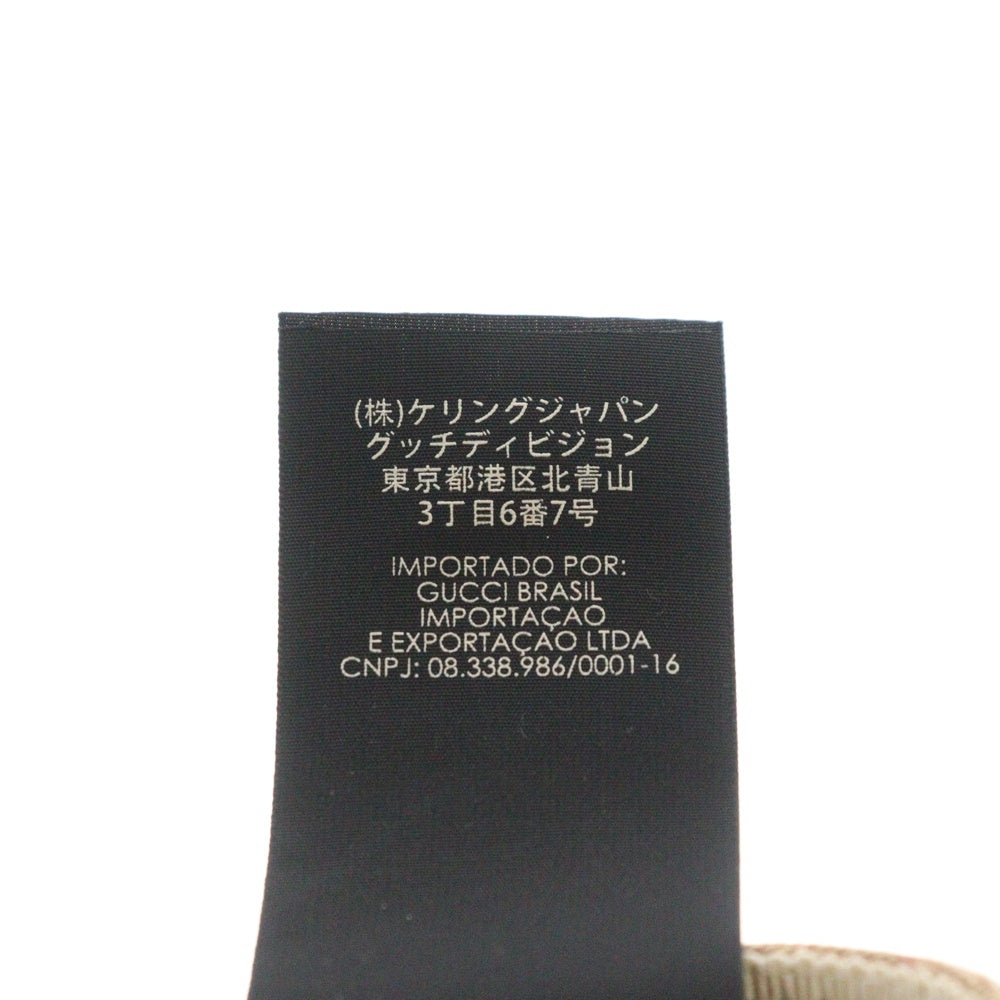 (株)ケリングジャパン
グッチディビジョン
東京都港区北青山
3丁目6番7号
IMPORTADO POR:
GUCCI BRASIL
IMPORTAÇAO
E EXPORTAÇAO LTDA
CNPJ: 08.338.986/0001-16